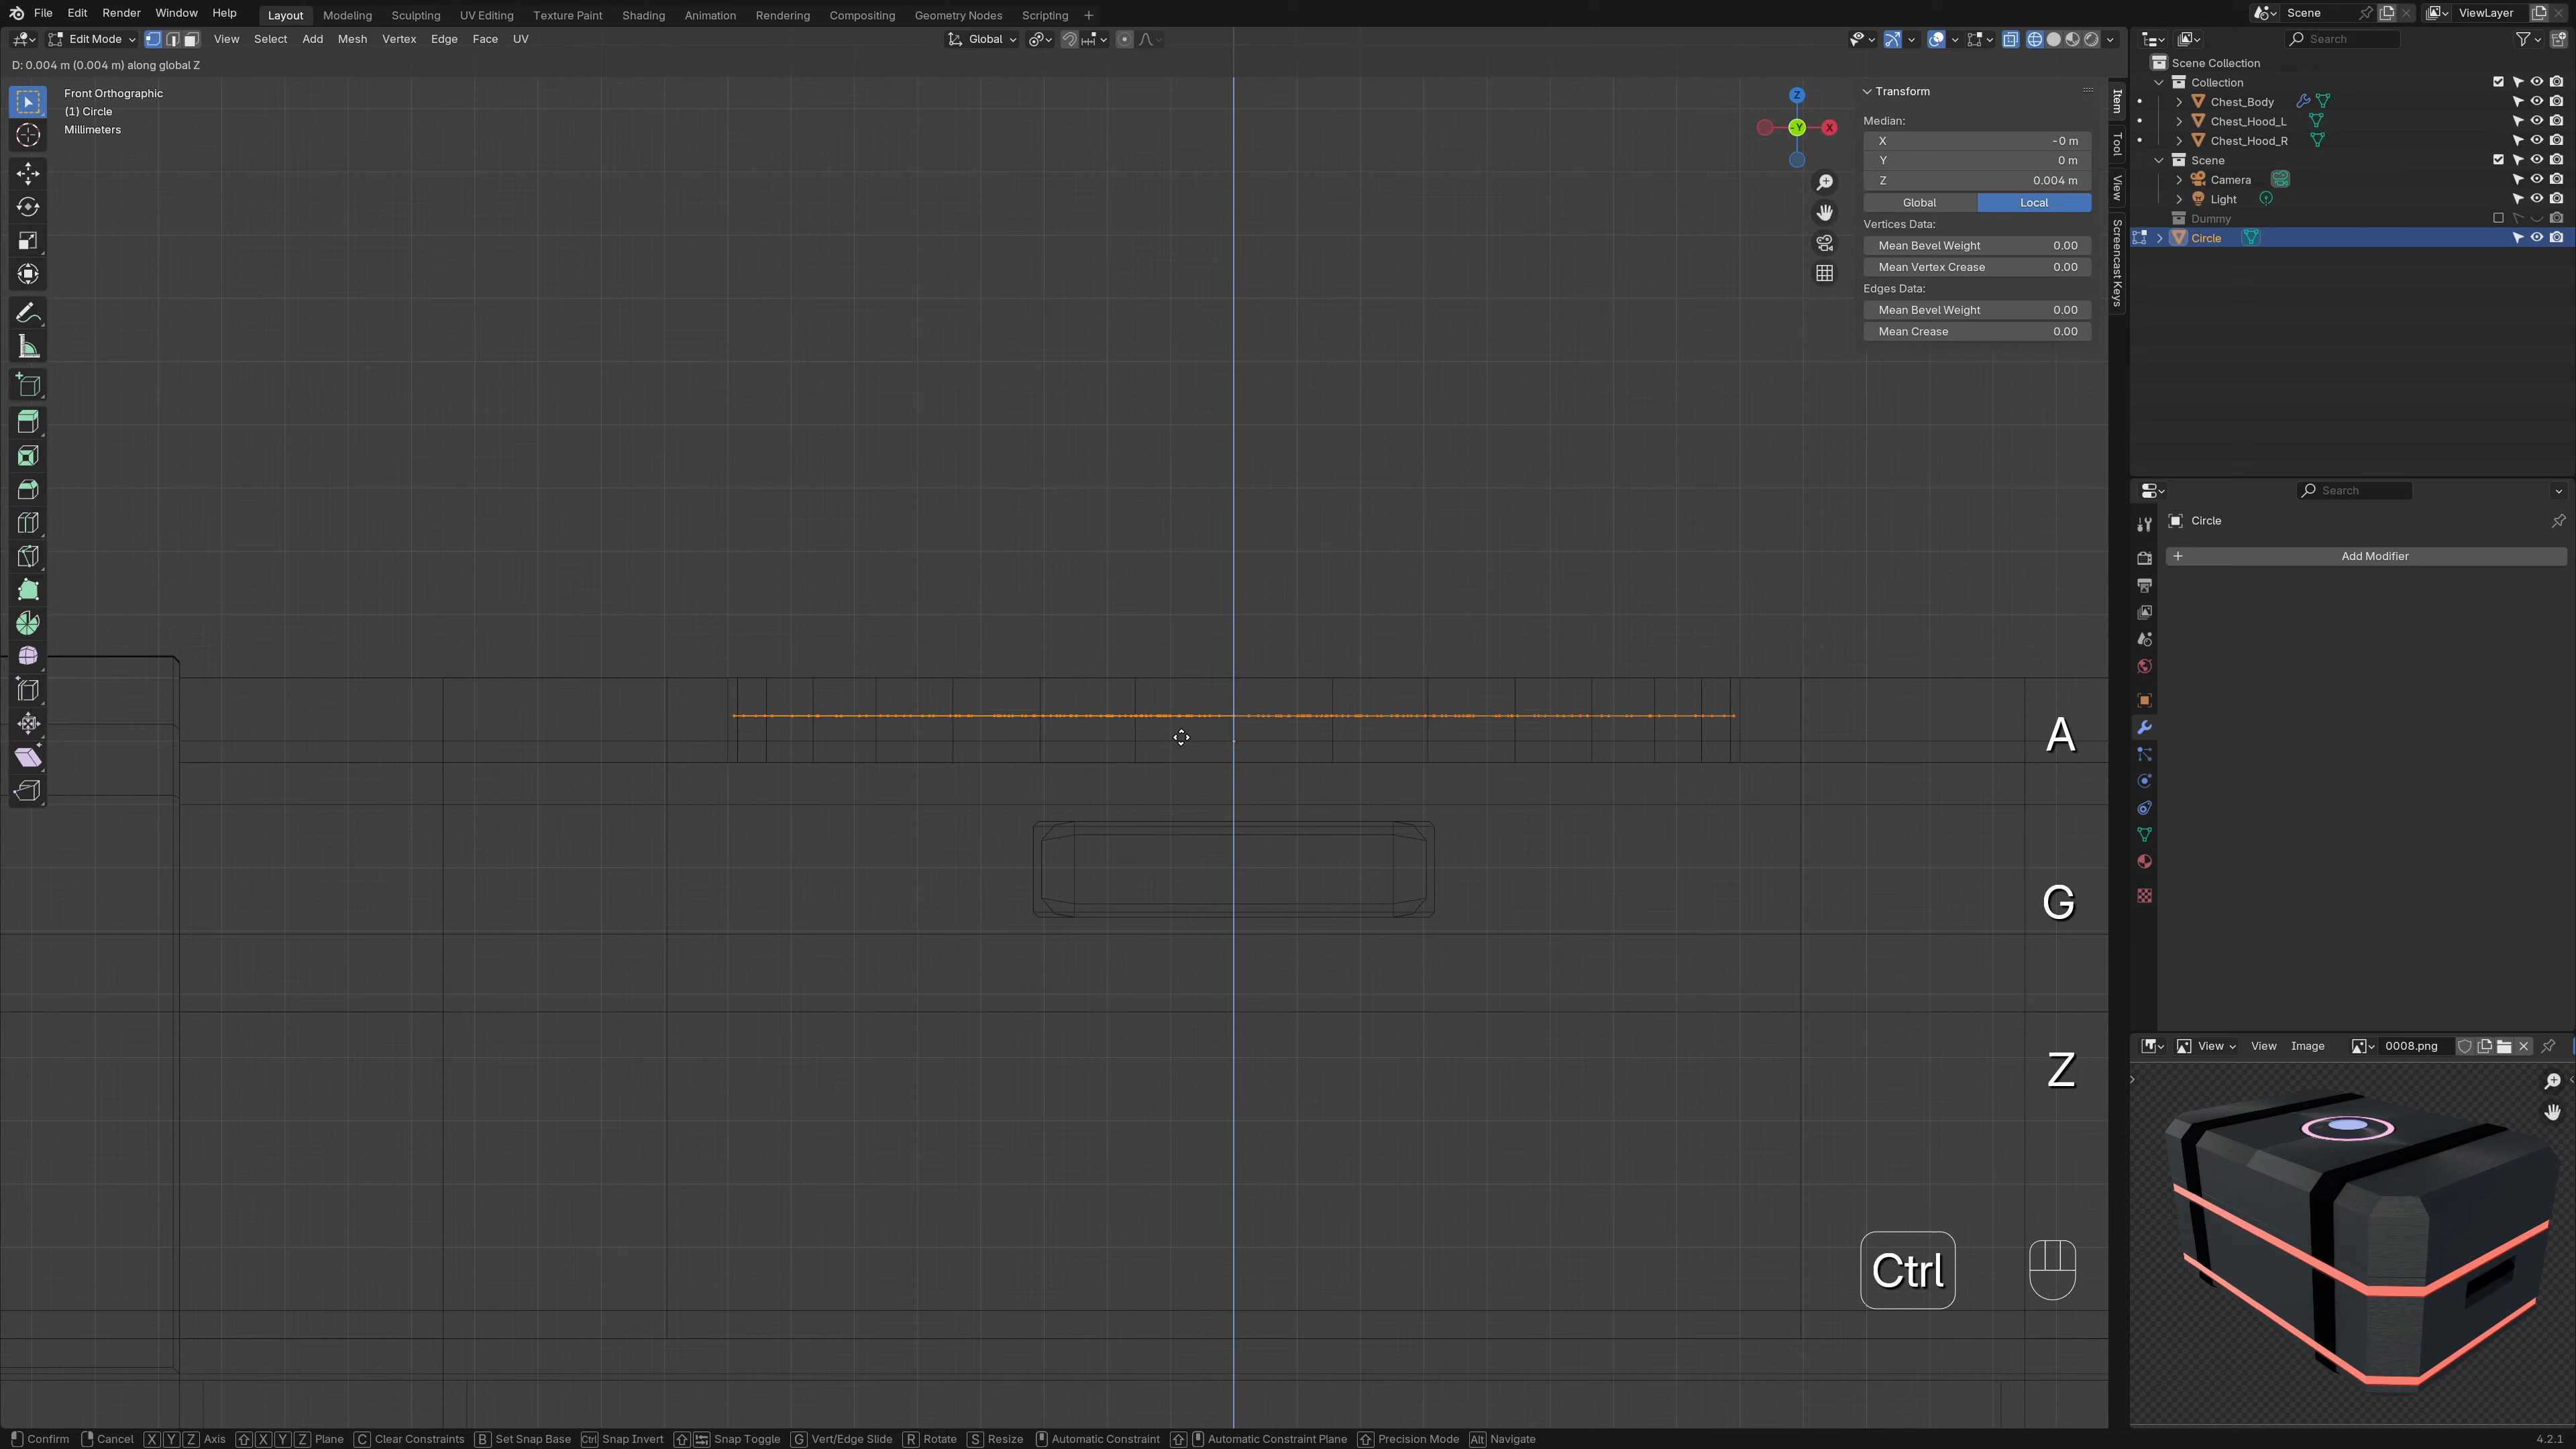 File Edit Render Window Help Layout Modeling Sculpting UV Editing Texture Paint Shading Animation Rendering Compositing Geometry Nodes Scripting + Scene ViewLayer
Edit Mode View Select Add Mesh Vertex Edge Face UV Global Search
D: 0.004 m (0.004 m) along global Z
Front Orthographic
(1) Circle
Millimeters
Z
-Y
X
Transform
Median:
X -0 m
Y 0 m
Z 0.004 m
Global Local
Vertices Data:
Mean Bevel Weight 0.00
Mean Vertex Crease 0.00
Edges Data:
Mean Bevel Weight 0.00
Mean Crease 0.00
Item
Tool
View
Screencast Keys
Scene Collection
Collection
Chest_Body
Chest_Hood_L
Chest_Hood_R
Scene
Camera
Light
Dummy
Circle
Search
Circle
+ Add Modifier
View View Image 0008.png
A
G
Z
Ctrl
Confirm Cancel X Y Z Axis X Y Z Plane C Clear Constraints B Set Snap Base Ctrl Snap Invert Snap Toggle G Vert/Edge Slide R Rotate S Resize Automatic Constraint Automatic Constraint Plane Precision Mode Alt Navigate 4.2.1